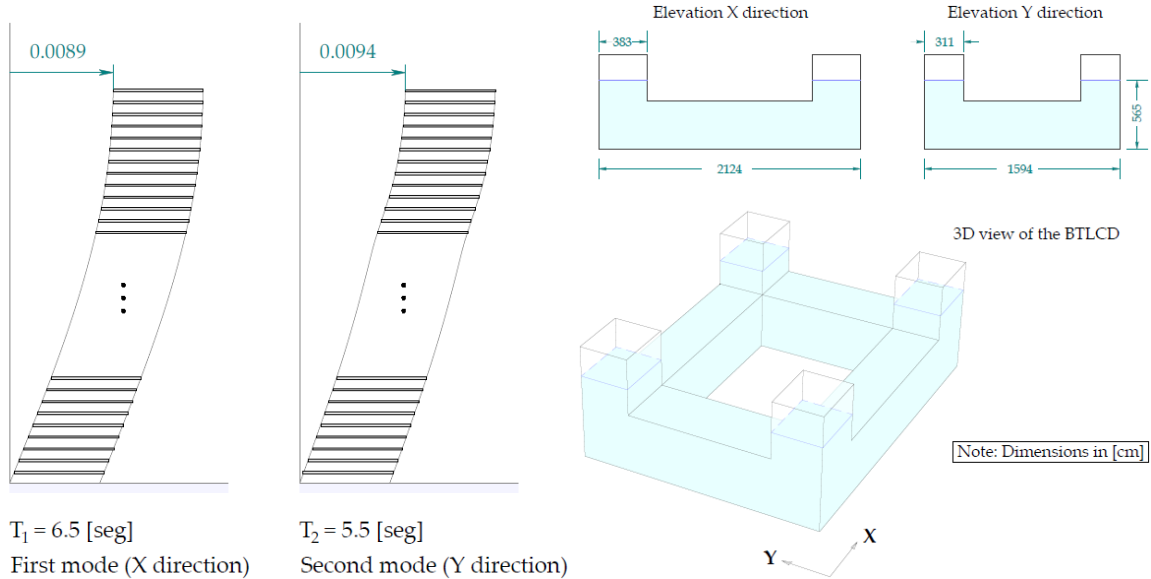 0.0089
T1 = 6.5 [seg]
First mode (X direction)
0.0094
T2 = 5.5 [seg]
Second mode (Y direction)
Elevation X direction
383
2124
Elevation Y direction
311
565
1594
3D view of the BTLCD
Note: Dimensions in [cm]
X
Y